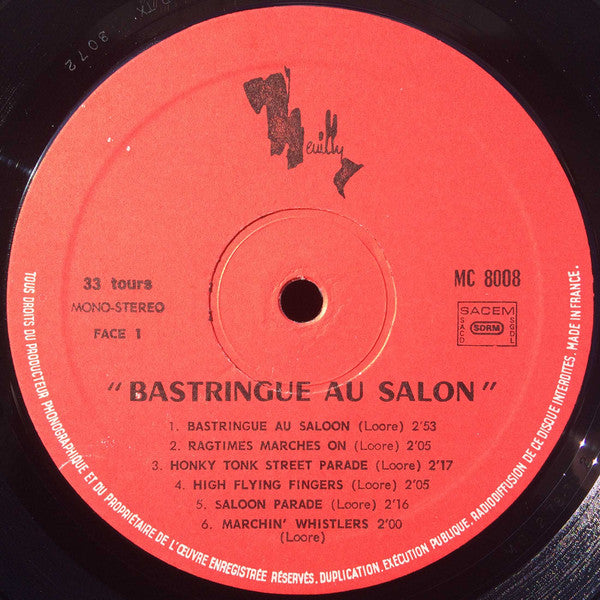 Neuilly
33 tours
MONO-STEREO
FACE 1
MC 8008
SACEM
SACD
SDRM
SGDL
" BASTRINGUE AU SALON "
1. BASTRINGUE AU SALOON (Loore) 2'53
2. RAGTIMES MARCHES ON (Loore) 2'05
3. HONKY TONK STREET PARADE (Loore) 2'17
4. HIGH FLYING FINGERS (Loore) 2'05
5. SALOON PARADE (Loore) 2'16
6. MARCHIN' WHISTLERS 2'00
(Loore)
TOUS DROITS DU PRODUCTEUR PHONOGRAPHIQUE ET DU PROPRIÉTAIRE DE L'ŒUVRE ENREGISTRÉE RÉSERVÉS. DUPLICATION, EXÉCUTION PUBLIQUE, RADIODIFFUSION DE CE DISQUE INTERDITES. MADE IN FRANCE.